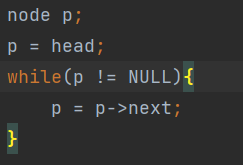 node p;
p = head;
while(p != NULL){
    p = p->next;
}